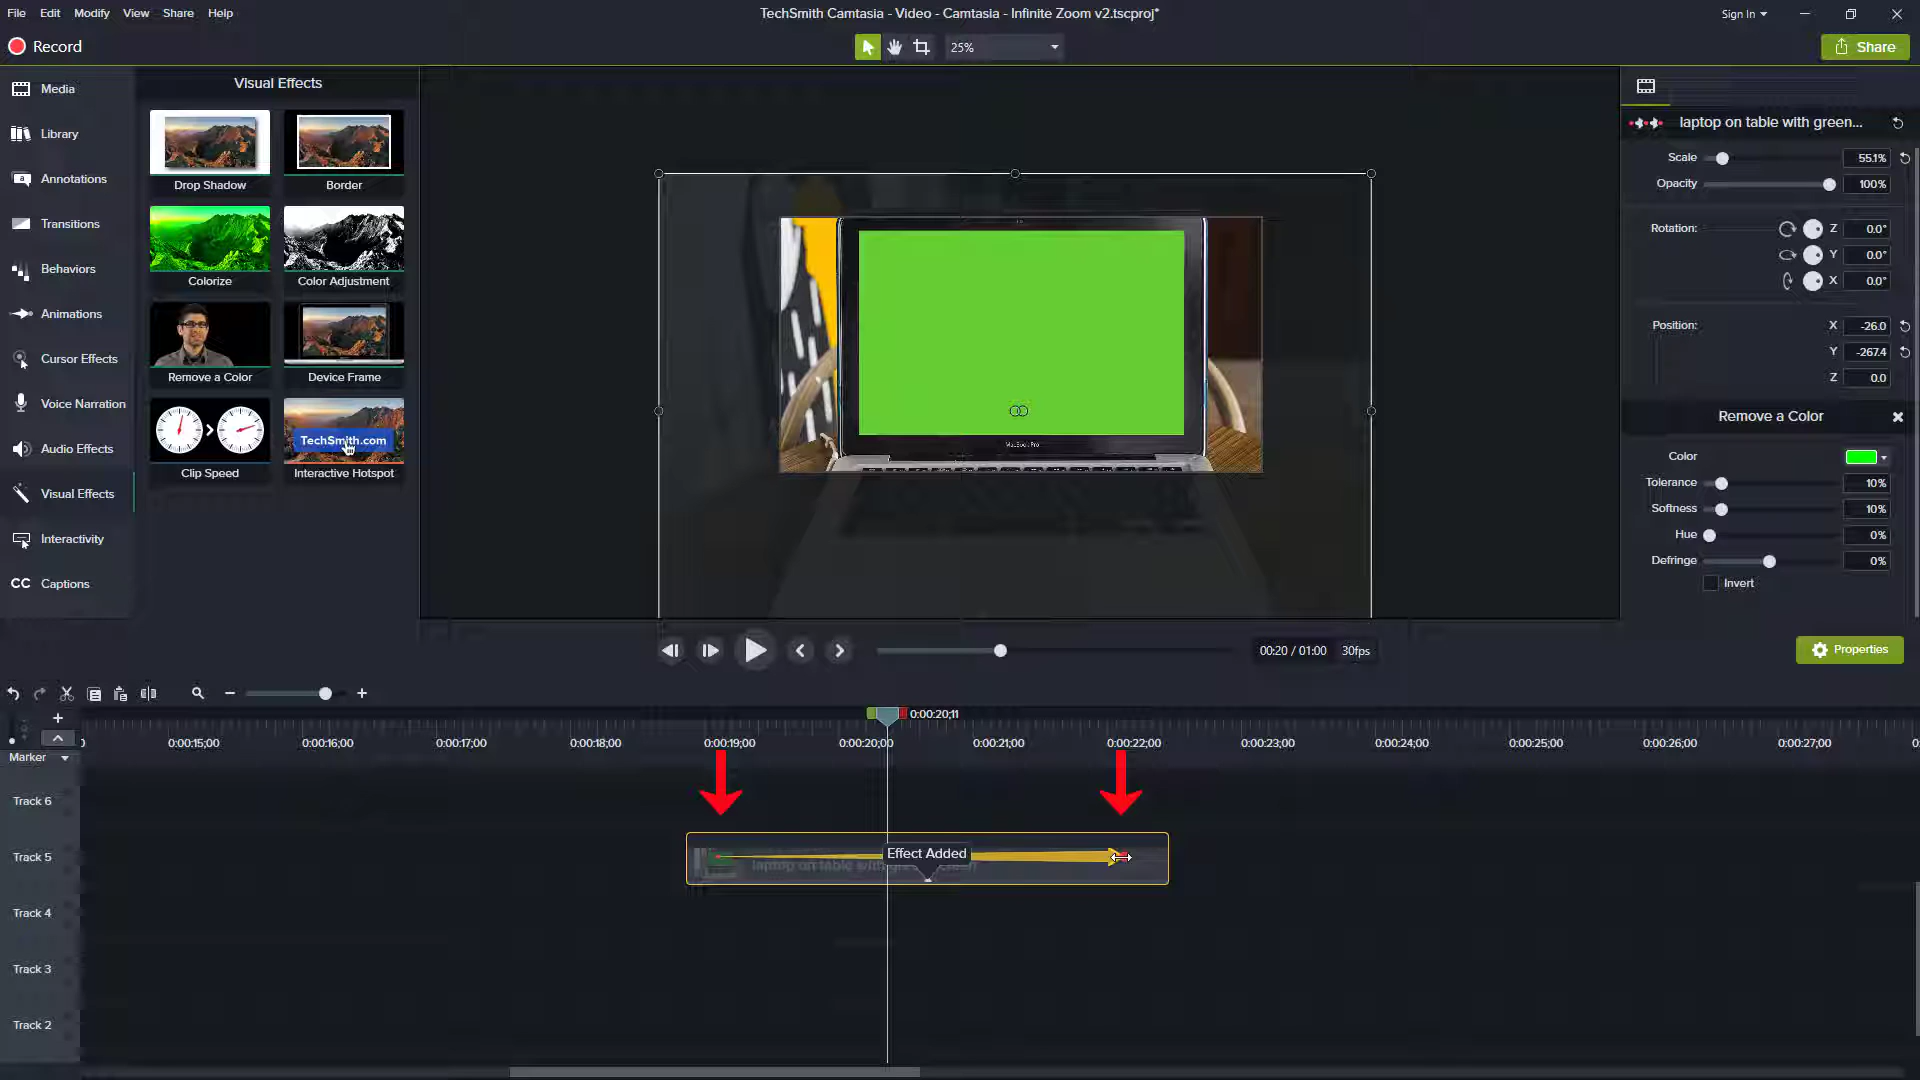 File Edit Modify View Share Help
TechSmith Camtasia - Video - Camtasia - Infinite Zoom v2.tscproj*
Sign In
Record
25%
Share
Media
Library
Annotations
Transitions
Behaviors
Animations
Cursor Effects
Voice Narration
Audio Effects
Visual Effects
Interactivity
CC Captions
Visual Effects
Drop Shadow
Border
Colorize
Color Adjustment
Remove a Color
Device Frame
TechSmith.com
Clip Speed
Interactive Hotspot
MacBook Pro
laptop on table with green...
Scale 55.1%
Opacity 100%
Rotation: Z 0.0°
Y 0.0°
X 0.0°
Position: X -26.0
Y -267.4
Z 0.0
Remove a Color
Color
Tolerance 10%
Softness 10%
Hue 0%
Defringe 0%
Invert
00:20 / 01:00 30fps
Properties
0:00:20;11
0:00:15;00 0:00:16;00 0:00:17;00 0:00:18;00 0:00:19;00 0:00:20;00 0:00:21;00 0:00:22;00 0:00:23;00 0:00:24;00 0:00:25;00 0:00:26;00 0:00:27;00
Marker
Track 6
Track 5
Effect Added
laptop on table with
Track 4
Track 3
Track 2